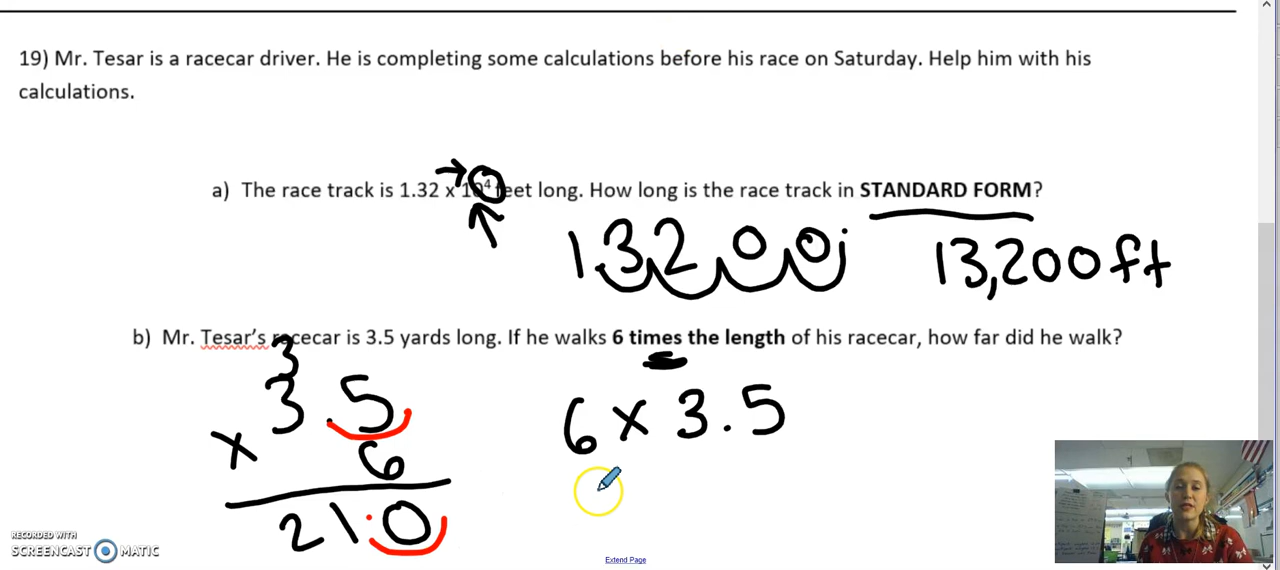 19) Mr. Tesar is a racecar driver. He is completing some calculations before his race on Saturday. Help him with his
calculations.
a) The race track is 1.32 x 10⁴ feet long. How long is the race track in STANDARD FORM?
13200.
13,200 ft
b) Mr. Tesar's racecar is 3.5 yards long. If he walks 6 times the length of his racecar, how far did he walk?
3
3.5
x 6
21.0
6 x 3.5
RECORDED WITH
SCREENCAST MATIC
Extend Page